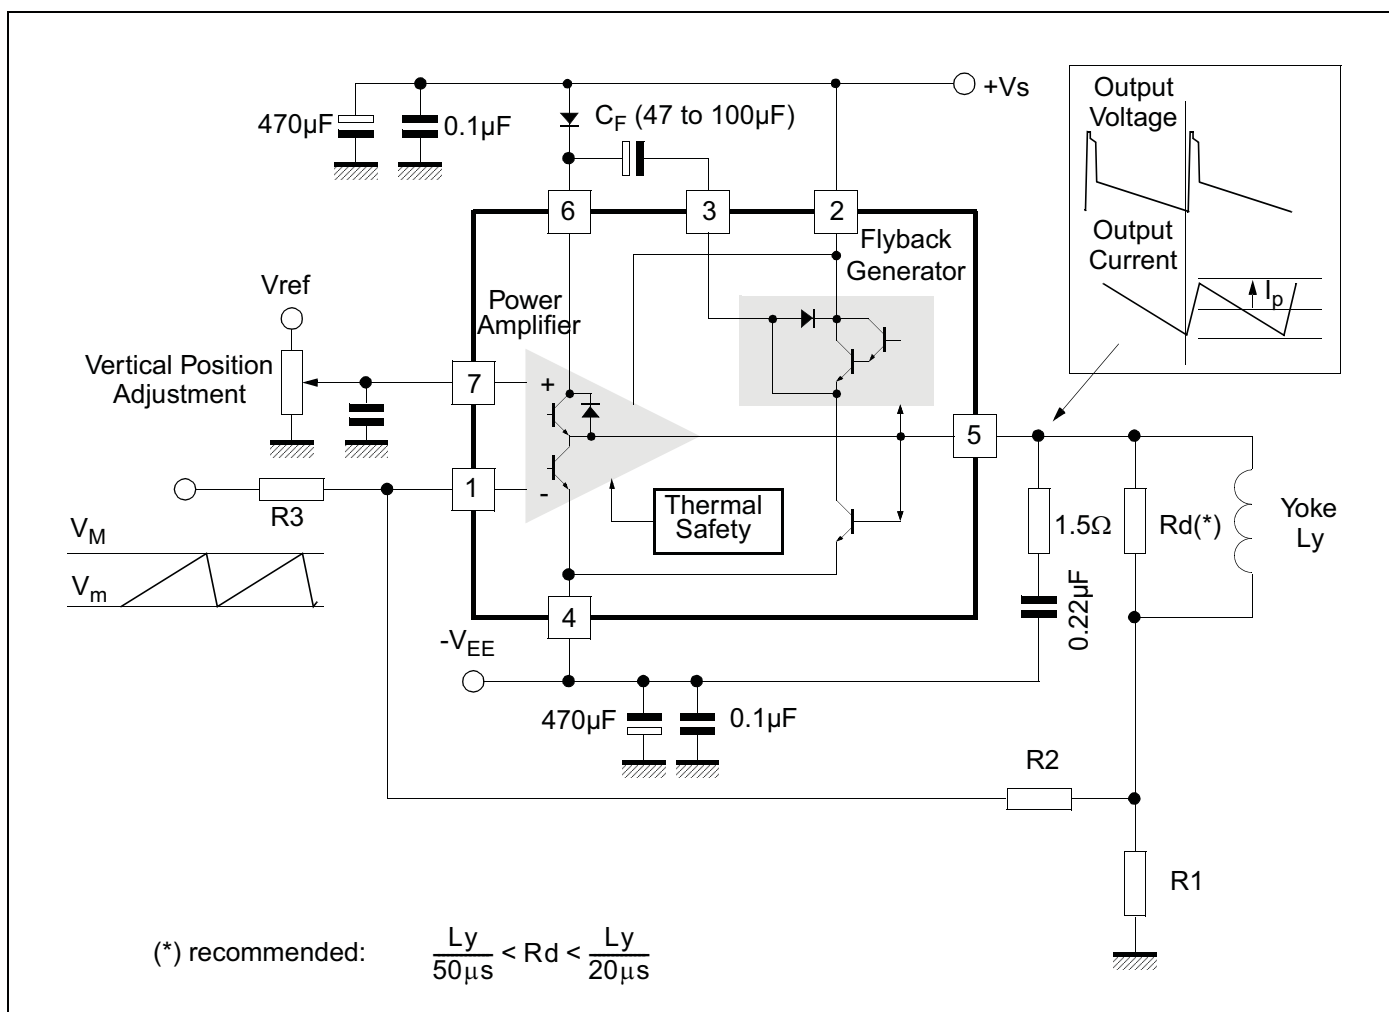 +Vs
Output
Voltage
470µF
0.1µF
CF (47 to 100µF)
6
3
2
Output
Current
Ip
Flyback
Generator
Vref
Power
Amplifier
Vertical Position
Adjustment
7
+
5
1
-
R3
Thermal
Safety
1.5Ω
Rd(*)
Yoke
Ly
VM
Vm
0.22µF
4
-VEE
470µF
0.1µF
R2
R1
(*) recommended: Ly/50µs < Rd < Ly/20µs